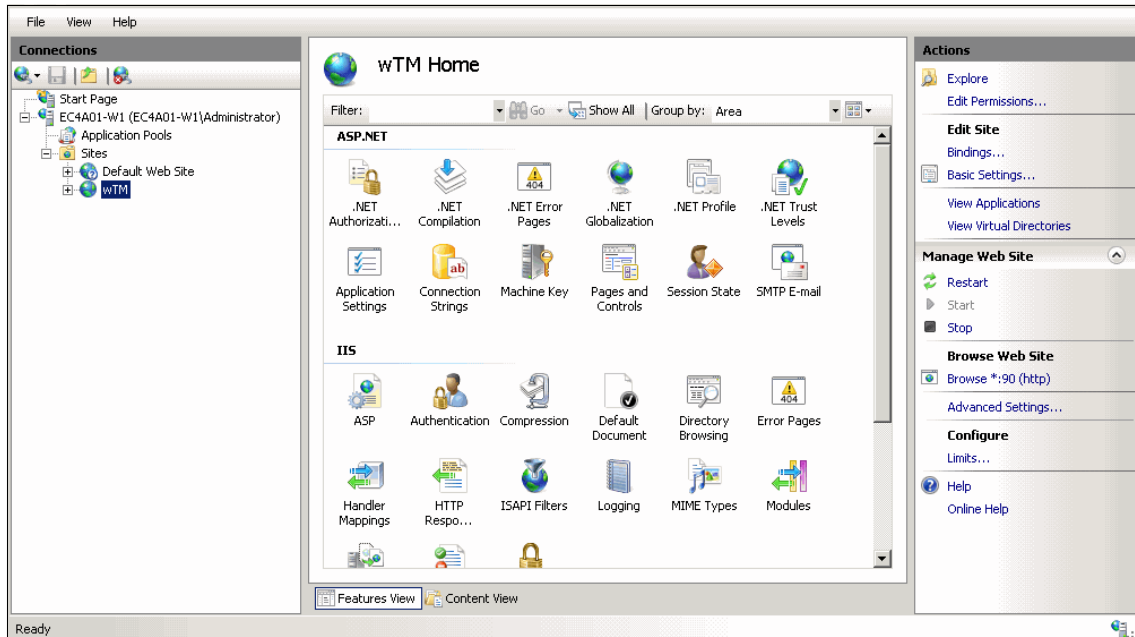 File View Help
Connections
Start Page
EC4A01-W1 (EC4A01-W1\Administrator)
Application Pools
Sites
Default Web Site
wTM
wTM Home
Filter: Go Show All Group by: Area
ASP.NET
.NET Authorizati...
.NET Compilation
404
.NET Error Pages
.NET Globalization
.NET Profile
.NET Trust Levels
Application Settings
ab
Connection Strings
Machine Key
Pages and Controls
Session State
SMTP E-mail
IIS
ASP
Authentication
Compression
Default Document
Directory Browsing
404
Error Pages
Handler Mappings
HTTP Respo...
ISAPI Filters
Logging
MIME Types
Modules
Features View Content View
Actions
Explore
Edit Permissions...
Edit Site
Bindings...
Basic Settings...
View Applications
View Virtual Directories
Manage Web Site
Restart
Start
Stop
Browse Web Site
Browse *:90 (http)
Advanced Settings...
Configure
Limits...
Help
Online Help
Ready